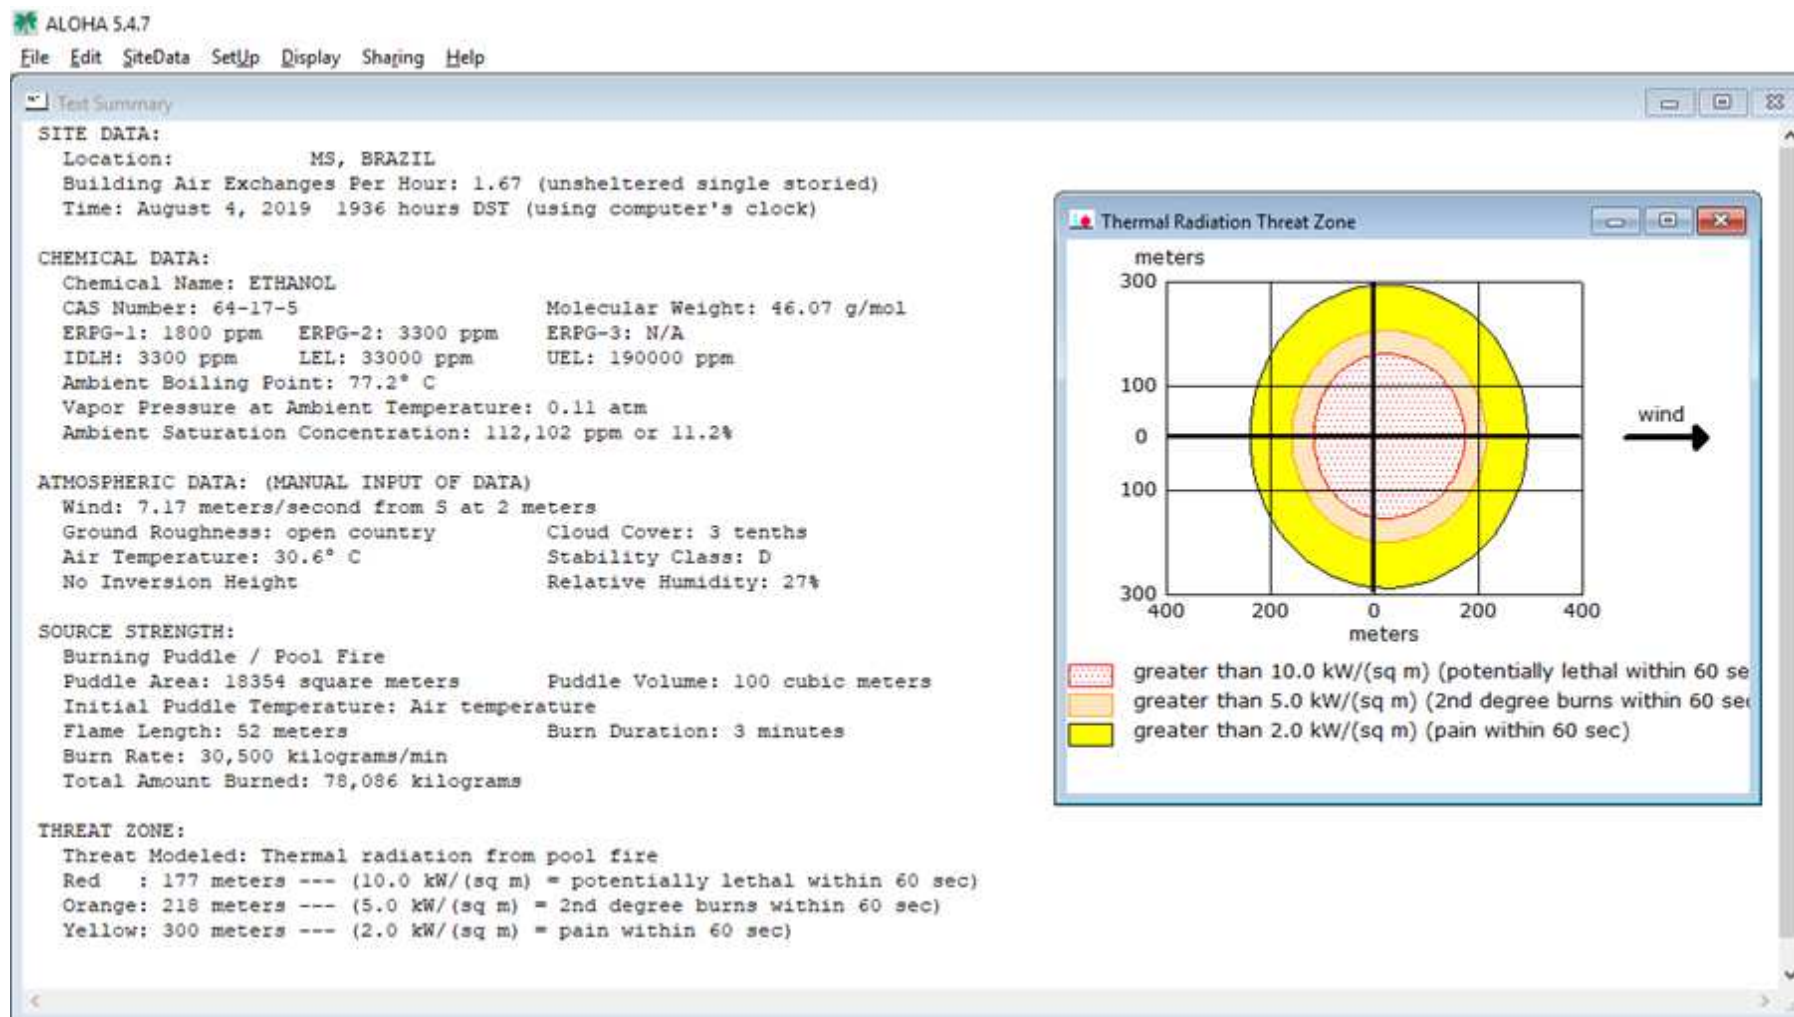 ALOHA 5.4.7
File Edit SiteData SetUp Display Sharing Help
Text Summary
SITE DATA:
Location: MS, BRAZIL
Building Air Exchanges Per Hour: 1.67 (unsheltered single storied)
Time: August 4, 2019 1936 hours DST (using computer's clock)
CHEMICAL DATA:
Chemical Name: ETHANOL
CAS Number: 64-17-5 Molecular Weight: 46.07 g/mol
ERPG-1: 1800 ppm ERPG-2: 3300 ppm ERPG-3: N/A
IDLH: 3300 ppm LEL: 33000 ppm UEL: 190000 ppm
Ambient Boiling Point: 77.2° C
Vapor Pressure at Ambient Temperature: 0.11 atm
Ambient Saturation Concentration: 112,102 ppm or 11.2%
ATMOSPHERIC DATA: (MANUAL INPUT OF DATA)
Wind: 7.17 meters/second from S at 2 meters
Ground Roughness: open country Cloud Cover: 3 tenths
Air Temperature: 30.6° C Stability Class: D
No Inversion Height Relative Humidity: 27%
SOURCE STRENGTH:
Burning Puddle / Pool Fire
Puddle Area: 18354 square meters Puddle Volume: 100 cubic meters
Initial Puddle Temperature: Air temperature
Flame Length: 52 meters Burn Duration: 3 minutes
Burn Rate: 30,500 kilograms/min
Total Amount Burned: 78,086 kilograms
THREAT ZONE:
Threat Modeled: Thermal radiation from pool fire
Red : 177 meters --- (10.0 kW/(sq m) = potentially lethal within 60 sec)
Orange: 218 meters --- (5.0 kW/(sq m) = 2nd degree burns within 60 sec)
Yellow: 300 meters --- (2.0 kW/(sq m) = pain within 60 sec)
Thermal Radiation Threat Zone
meters
300
100
0
100
300
400 200 0 200 400
meters
wind
greater than 10.0 kW/(sq m) (potentially lethal within 60 se
greater than 5.0 kW/(sq m) (2nd degree burns within 60 sec
greater than 2.0 kW/(sq m) (pain within 60 sec)